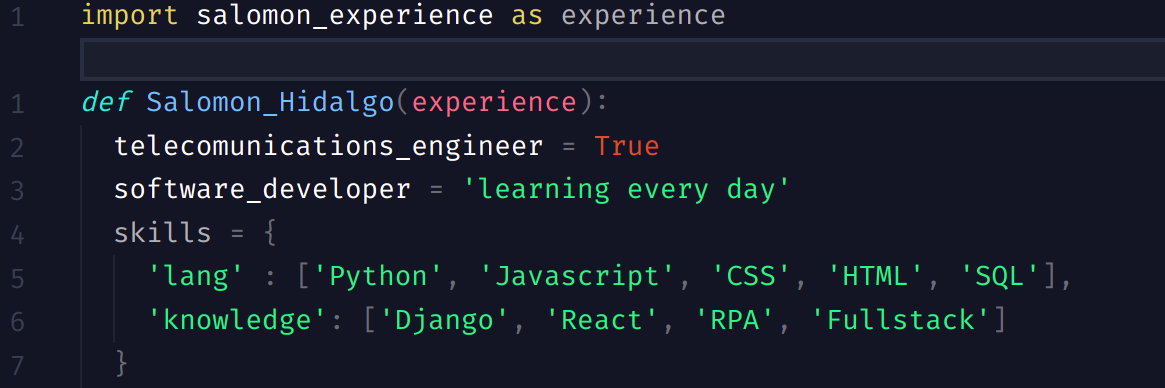 1 import salomon_experience as experience
1 def Salomon_Hidalgo(experience):
2 telecomunications_engineer = True
3 software_developer = 'learning every day'
4 skills = {
5 'lang' : ['Python', 'Javascript', 'CSS', 'HTML', 'SQL'],
6 'knowledge': ['Django', 'React', 'RPA', 'Fullstack']
7 }